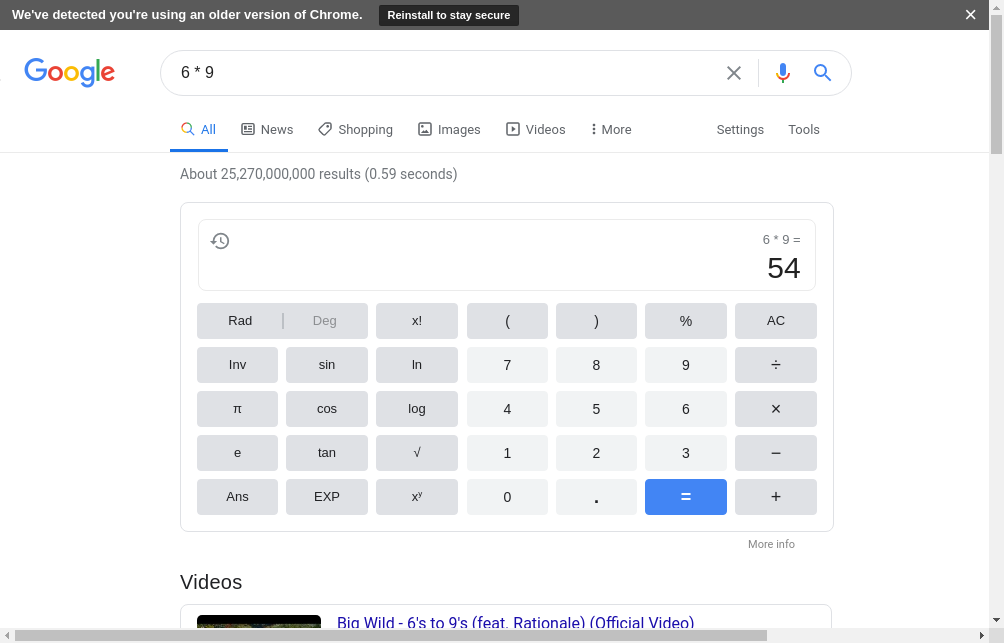 We've detected you're using an older version of Chrome. Reinstall to stay secure
Google 6 * 9
All News Shopping Images Videos More Settings Tools
About 25,270,000,000 results (0.59 seconds)
6 * 9 =
54
Rad Deg x! ( ) % AC
Inv sin ln 7 8 9 ÷
π cos log 4 5 6 ×
e tan √ 1 2 3 −
Ans EXP xʸ 0 . = +
More info
Videos
Big Wild - 6's to 9's (feat. Rationale) (Official Video)